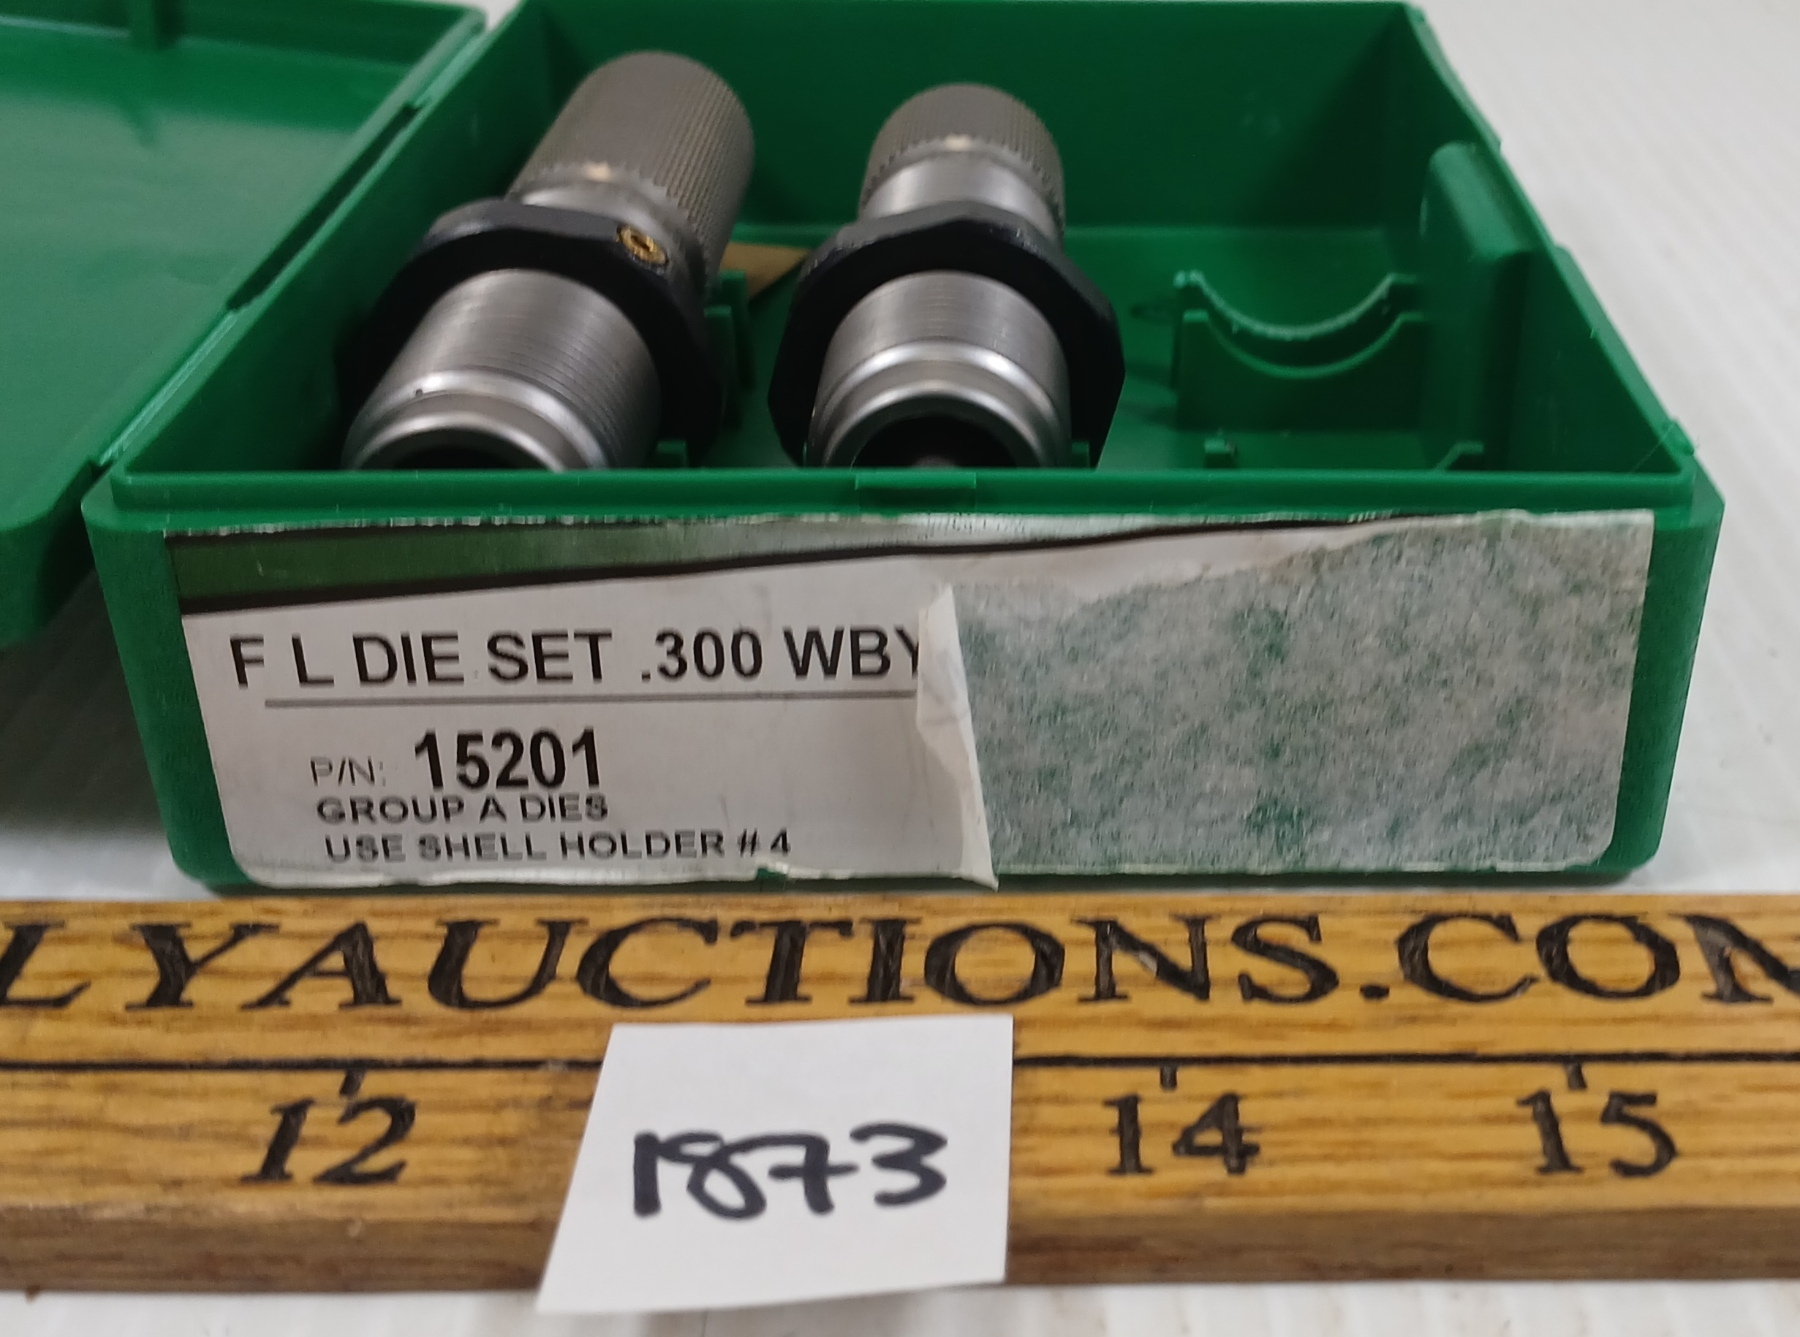 F L DIE SET .300 WBY
P/N: 15201
GROUP A DIES
USE SHELL HOLDER # 4
LYAUCTIONS.COM
12 14 15
1873